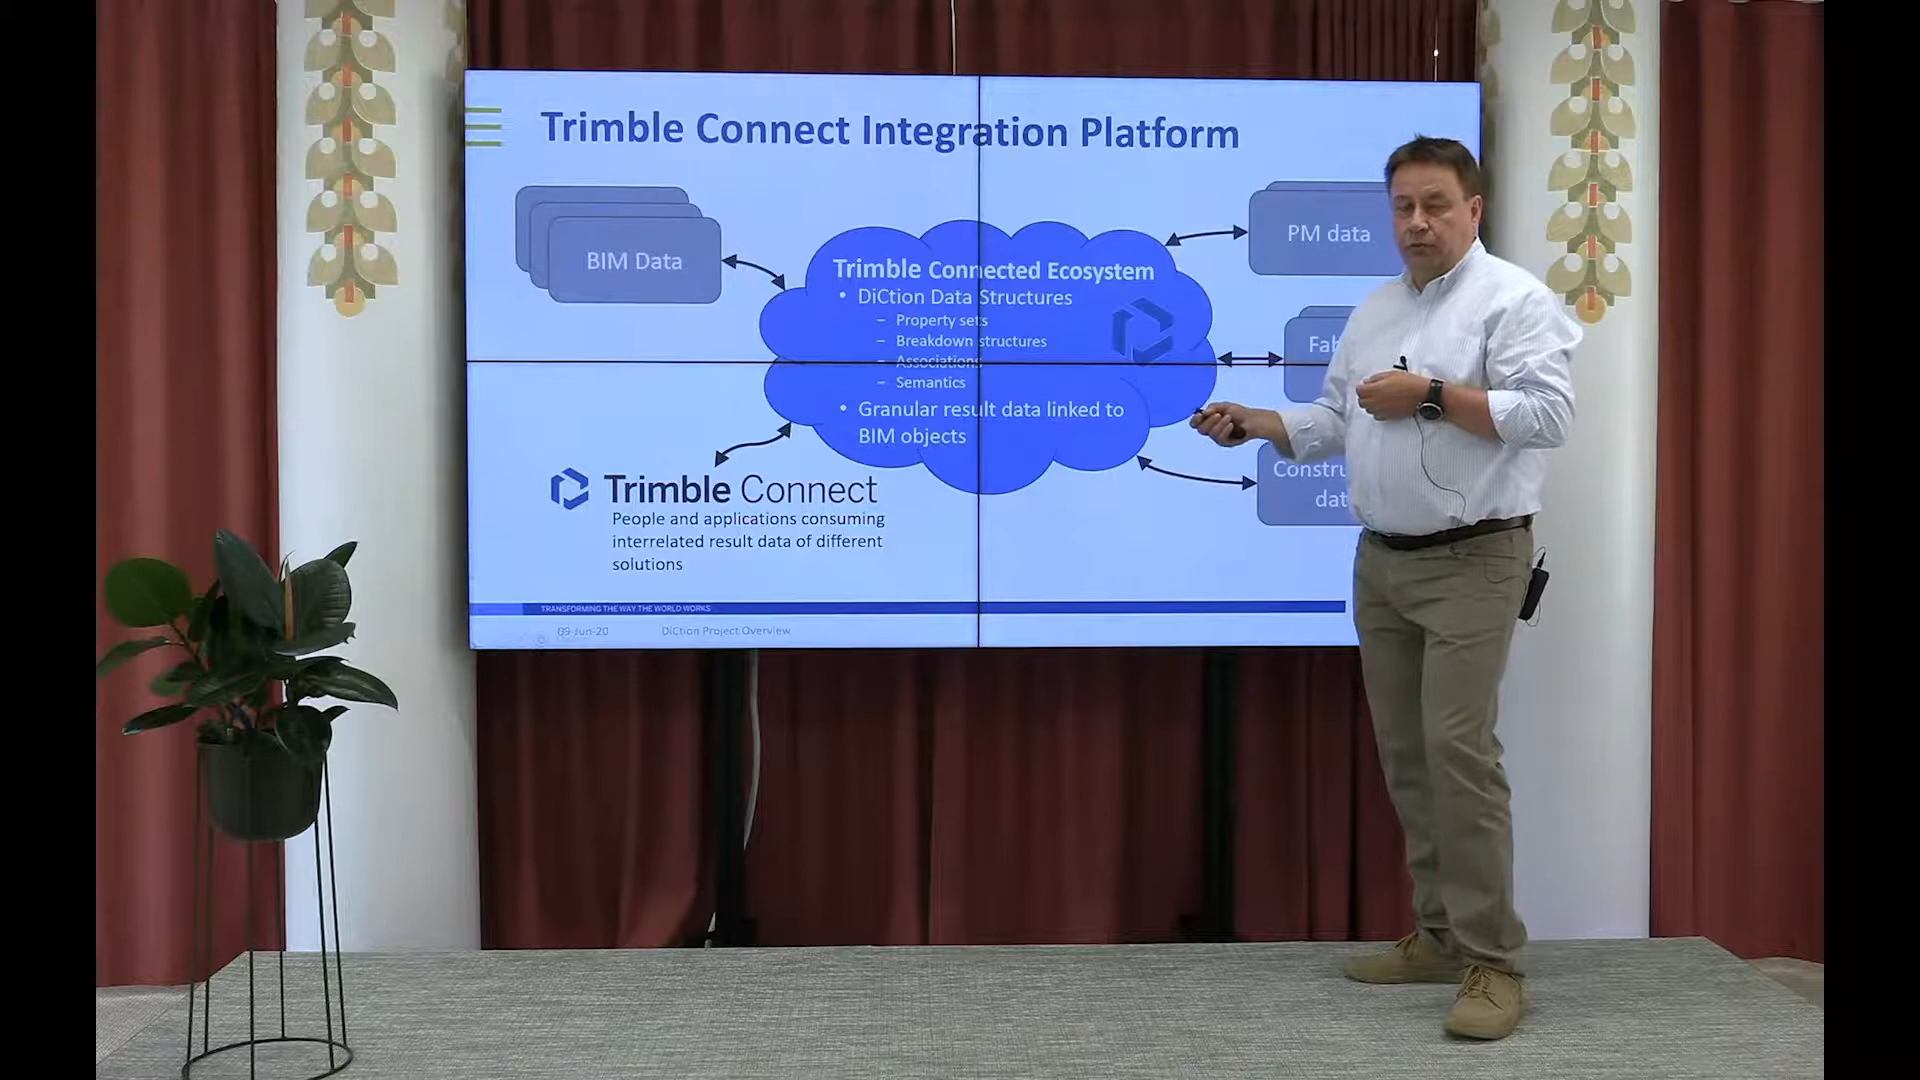 Trimble Connect Integration Platform
BIM Data
PM data
Trimble Connected Ecosystem
• DiCtion Data Structures
– Property sets
– Breakdown structures
– Associations
– Semantics
• Granular result data linked to
BIM objects
Trimble Connect
People and applications consuming
interrelated result data of different
solutions
TRANSFORMING THE WAY THE WORLD WORKS
09-Jun-20
DiCtion Project Overview